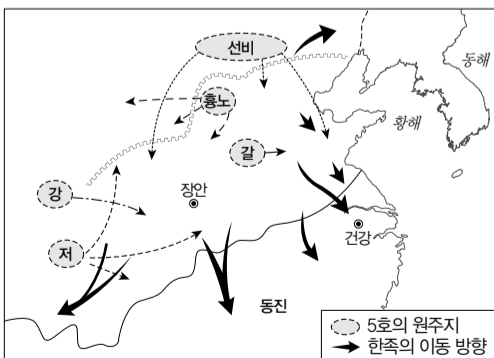 선비
동해
흉노
황해
갈
강
장안
저
건강
동진
5호의 원주지
한족의 이동 방향